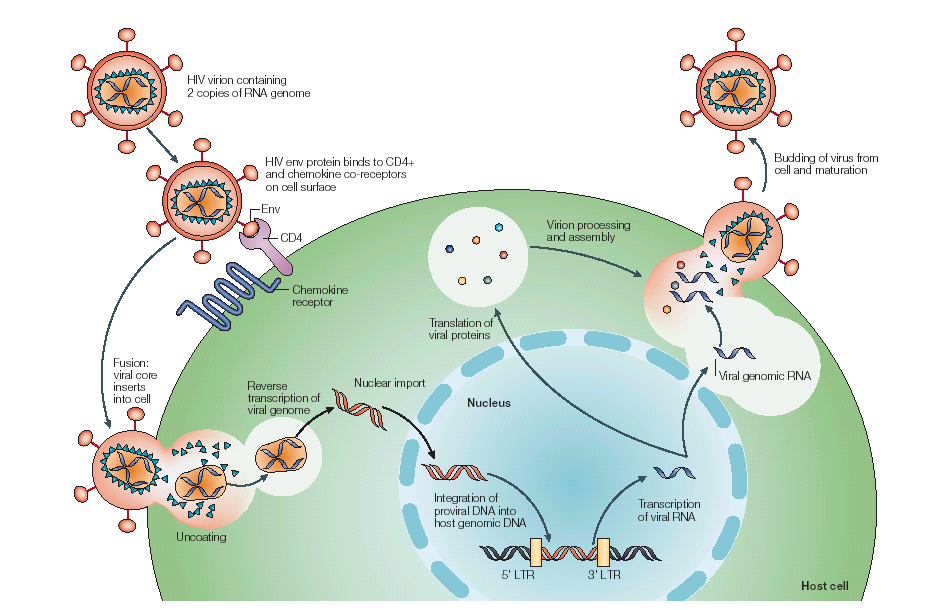 HIV virion containing
2 copies of RNA genome
HIV env protein binds to CD4+
and chemokine co-receptors
on cell surface
Env
CD4
Chemokine
receptor
Fusion:
viral core
inserts
into cell
Uncoating
Reverse
transcription of
viral genome
Nuclear import
Nucleus
Integration of
proviral DNA into
host genomic DNA
5' LTR
3' LTR
Transcription
of viral RNA
Translation of
viral proteins
Virion processing
and assembly
Viral genomic RNA
Budding of virus from
cell and maturation
Host cell